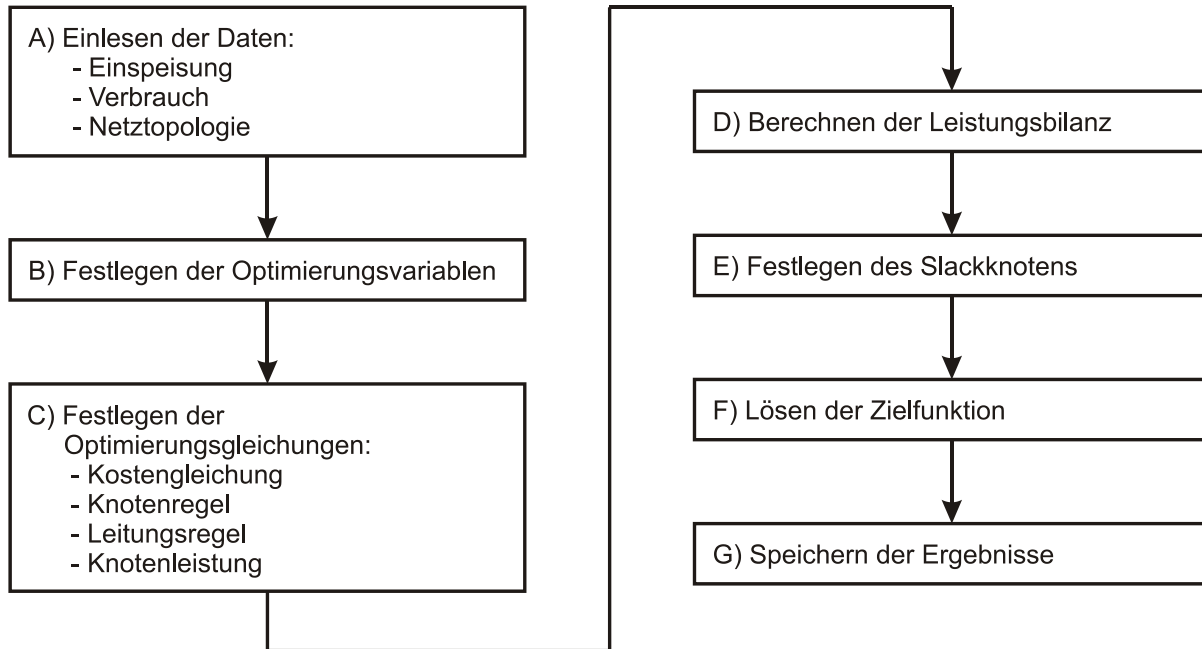 A) Einlesen der Daten:
- Einspeisung
- Verbrauch
- Netztopologie
B) Festlegen der Optimierungsvariablen
C) Festlegen der
Optimierungsgleichungen:
- Kostengleichung
- Knotenregel
- Leitungsregel
- Knotenleistung
D) Berechnen der Leistungsbilanz
E) Festlegen des Slackknotens
F) Lösen der Zielfunktion
G) Speichern der Ergebnisse